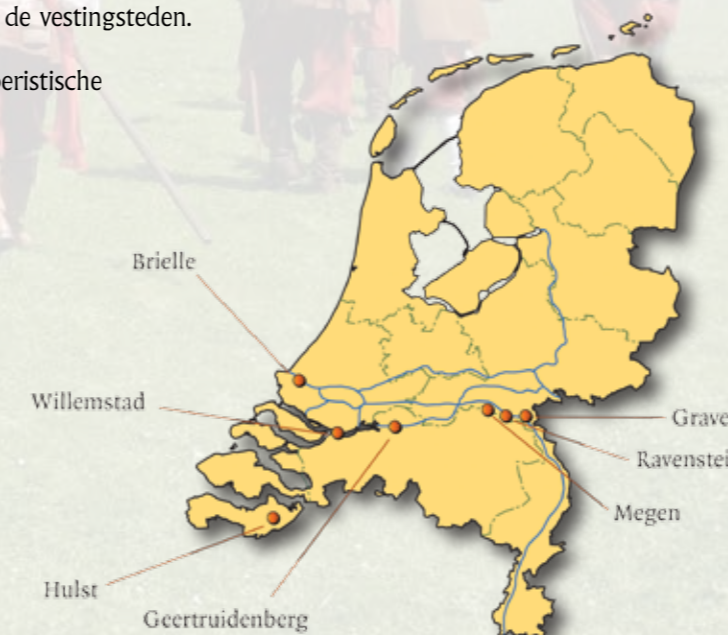 de vestingsteden.
eristische
Brielle
Willemstad
Grave
Ravenstei
Megen
Hulst
Geertruidenberg